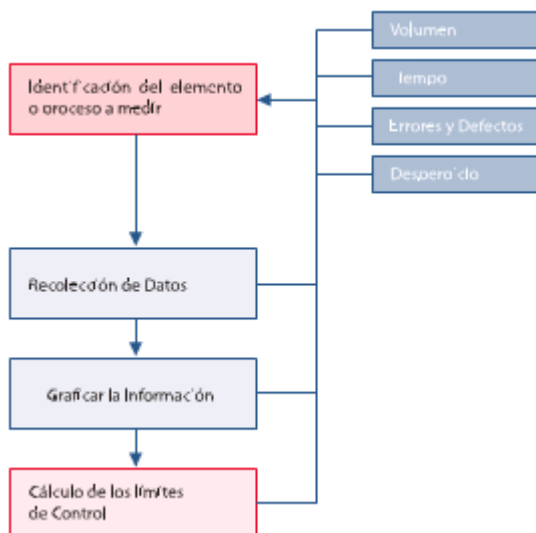 Volumen
Tiempo
Errores y Defectos
Desperdicio
Identificación del elemento
o proceso a medir
Recolección de Datos
Graficar la Información
Cálculo de los límites
de Control